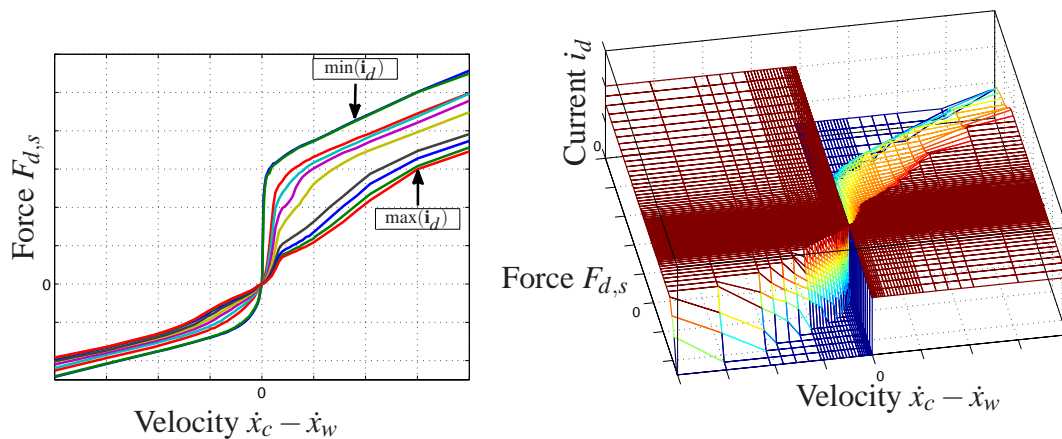 min(𝐢_d)
max(𝐢_d)
Force F_{d,s}
0
0
Velocity ẋ_c − ẋ_w
Current i_d
0
Force F_{d,s}
0
0
Velocity ẋ_c − ẋ_w